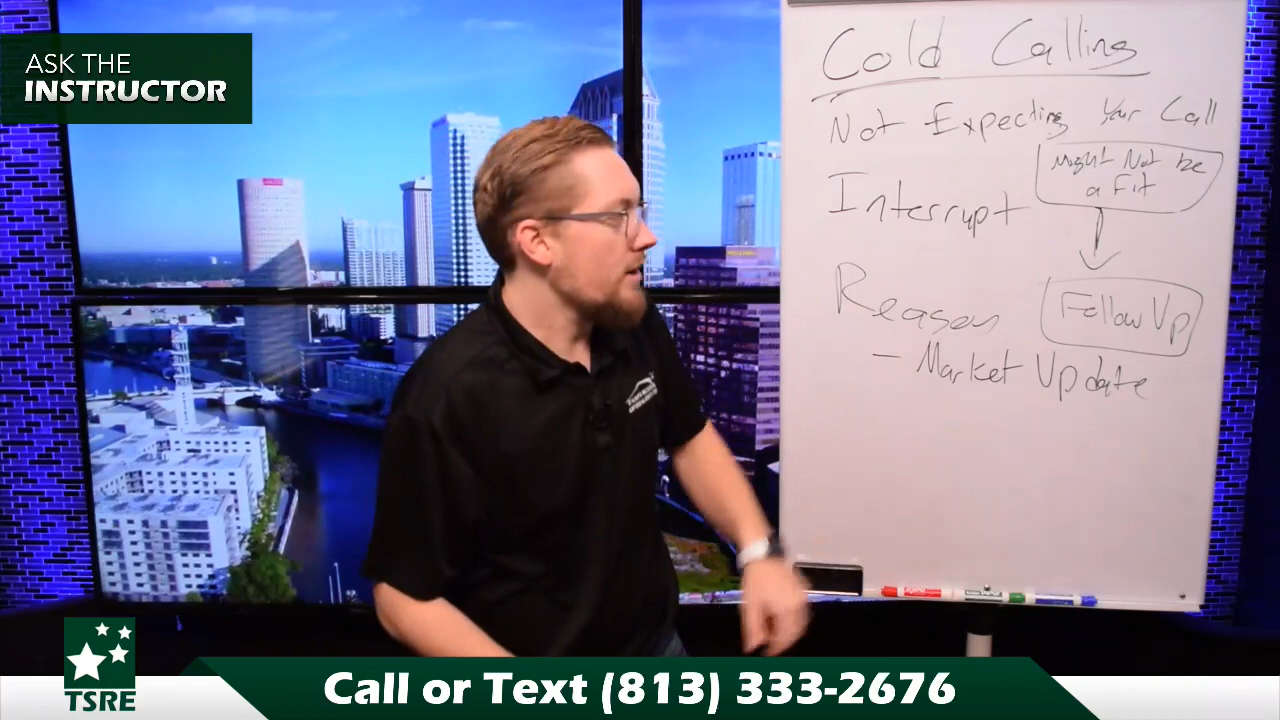 ASK THE
INSTRUCTOR
Cold Calling
Not Expecting Your Call
Might Not be
a Fit
Interrupt
Follow Up
Reason
- Market Update
TSRE
Call or Text (813) 333-2676